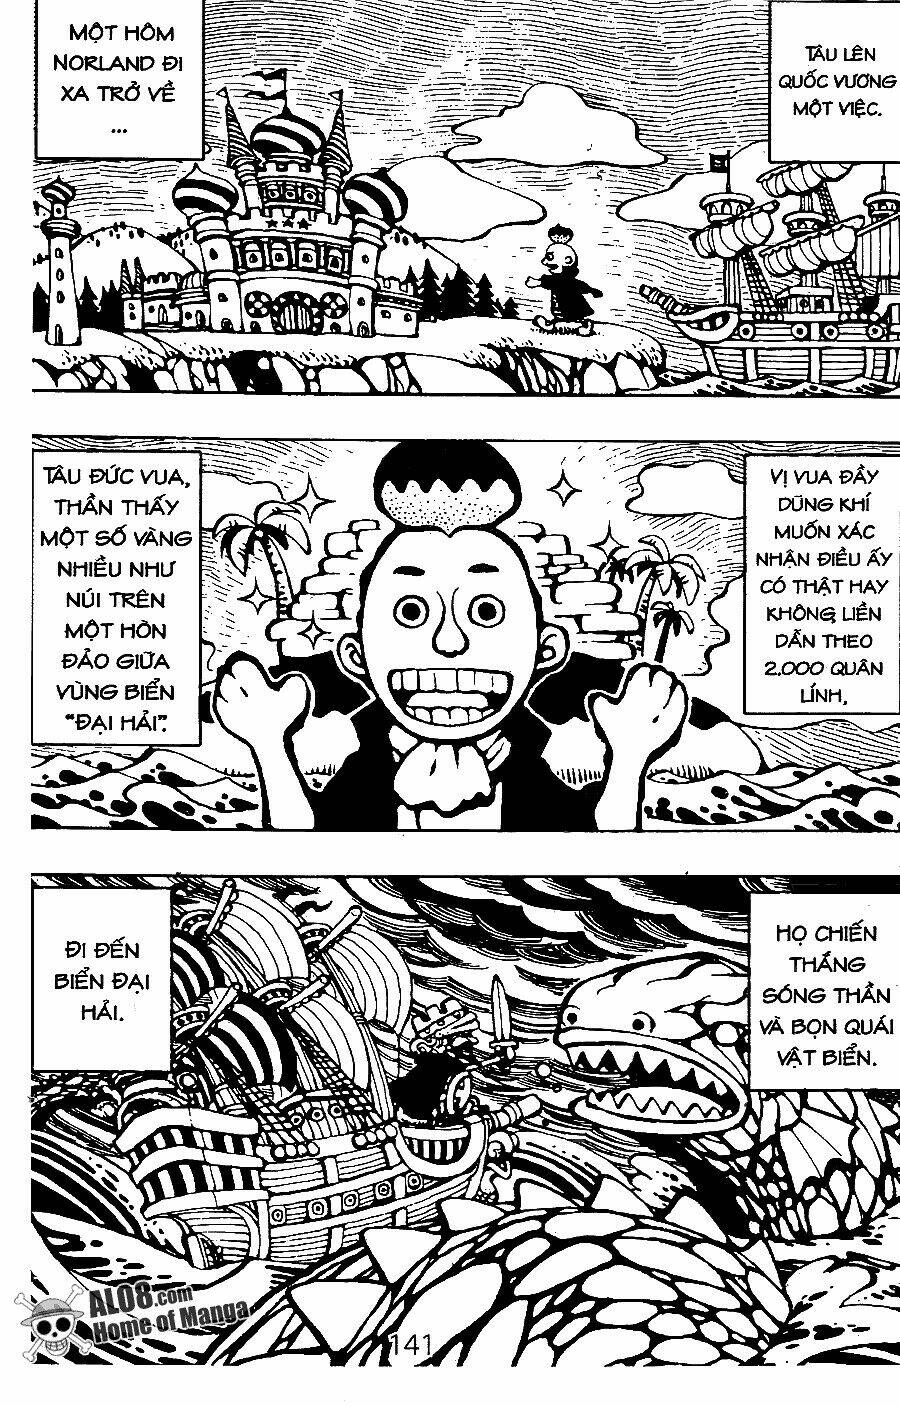 MỘT HÔM
NORLAND ĐI
XA TRỞ VỀ
...
TÂU LÊN
QUỐC VƯƠNG
MỘT VIỆC.
TÂU ĐỨC VUA,
THẦN THẤY
MỘT SỐ VÀNG
NHIỀU NHƯ
NÚI TRÊN
MỘT HÒN
ĐẢO GIỮA
VÙNG BIỂN
"ĐẠI HẢI".
VỊ VUA ĐẦY
DŨNG KHÍ
MUỐN XÁC
NHẬN ĐIỀU ẤY
CÓ THẬT HAY
KHÔNG, LIỀN
DẪN THEO
2.000 QUÂN
LÍNH,
ĐI ĐẾN
BIỂN ĐẠI
HẢI.
HỌ CHIẾN
THẮNG
SÓNG THẦN
VÀ BỌN QUÁI
VẬT BIỂN.
ALO8.com
Home of Manga
141